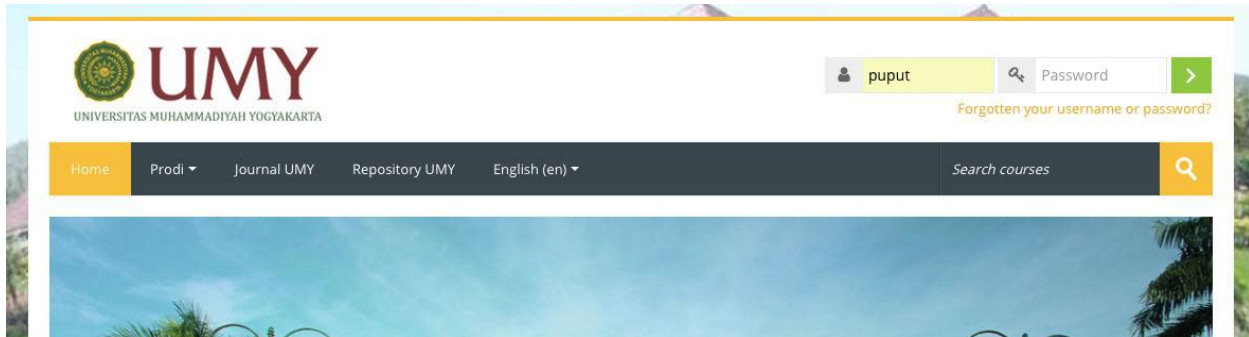 UMY
UNIVERSITAS MUHAMMADIYAH YOGYAKARTA
puput Password
Forgotten your username or password?
Home Prodi Journal UMY Repository UMY English (en) Search courses